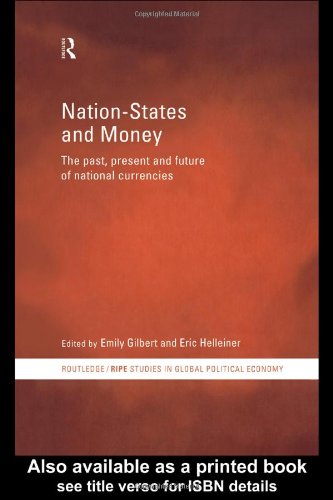 ROUTLEDGE
Nation-States
and Money
The past, present and future
of national currencies
Edited by Emily Gilbert and Eric Helleiner
ROUTLEDGE/RIPE STUDIES IN GLOBAL POLITICAL ECONOMY
Also available as a printed book
see title verso for ISBN details